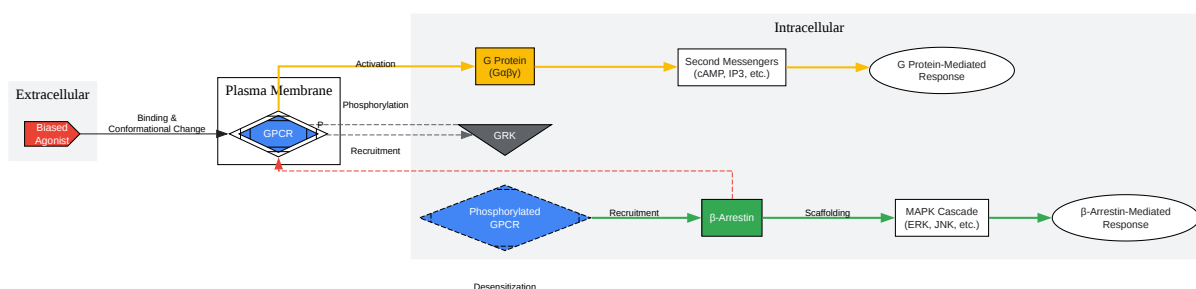 Intracellular
Extracellular
Plasma Membrane
Biased
Agonist
Binding &
Conformational Change
GPCR
P
Activation
G Protein
(Gαβγ)
Second Messengers
(cAMP, IP3, etc.)
G Protein-Mediated
Response
Phosphorylation
Recruitment
GRK
Phosphorylated
GPCR
Recruitment
β-Arrestin
Scaffolding
MAPK Cascade
(ERK, JNK, etc.)
β-Arrestin-Mediated
Response
Desensitization